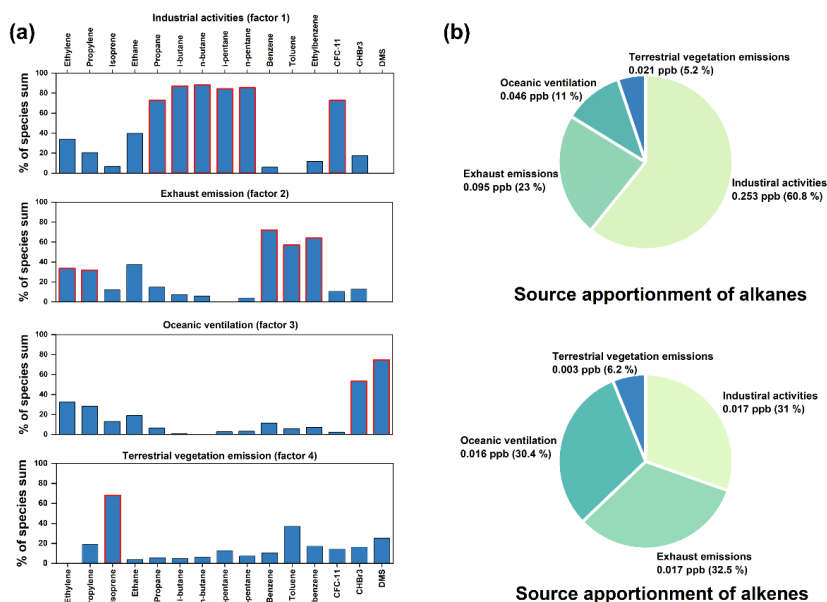 (a)
Industrial activities (factor 1)
Ethylene
Propylene
Isoprene
Ethane
Propane
i-butane
n-butane
i-pentane
n-pentane
Benzene
Toluene
Ethylbenzene
CFC-11
CHBr3
DMS
% of species sum
100
80
60
40
20
0
Exhaust emission (factor 2)
% of species sum
100
80
60
40
20
0
Oceanic ventilation (factor 3)
% of species sum
100
80
60
40
20
0
Terrestrial vegetation emission (factor 4)
% of species sum
100
80
60
40
20
0
Ethylene
Propylene
Isoprene
Ethane
Propane
i-butane
n-butane
i-pentane
n-pentane
Benzene
Toluene
Ethylbenzene
CFC-11
CHBr3
DMS
(b)
Terrestrial vegetation emissions
0.021 ppb (5.2 %)
Oceanic ventilation
0.046 ppb (11 %)
Exhaust emissions
0.095 ppb (23 %)
Industiral activities
0.253 ppb (60.8 %)
Source apportionment of alkanes
Terrestrial vegetation emissions
0.003 ppb (6.2 %)
Industiral activities
0.017 ppb (31 %)
Oceanic ventilation
0.016 ppb (30.4 %)
Exhaust emissions
0.017 ppb (32.5 %)
Source apportionment of alkenes